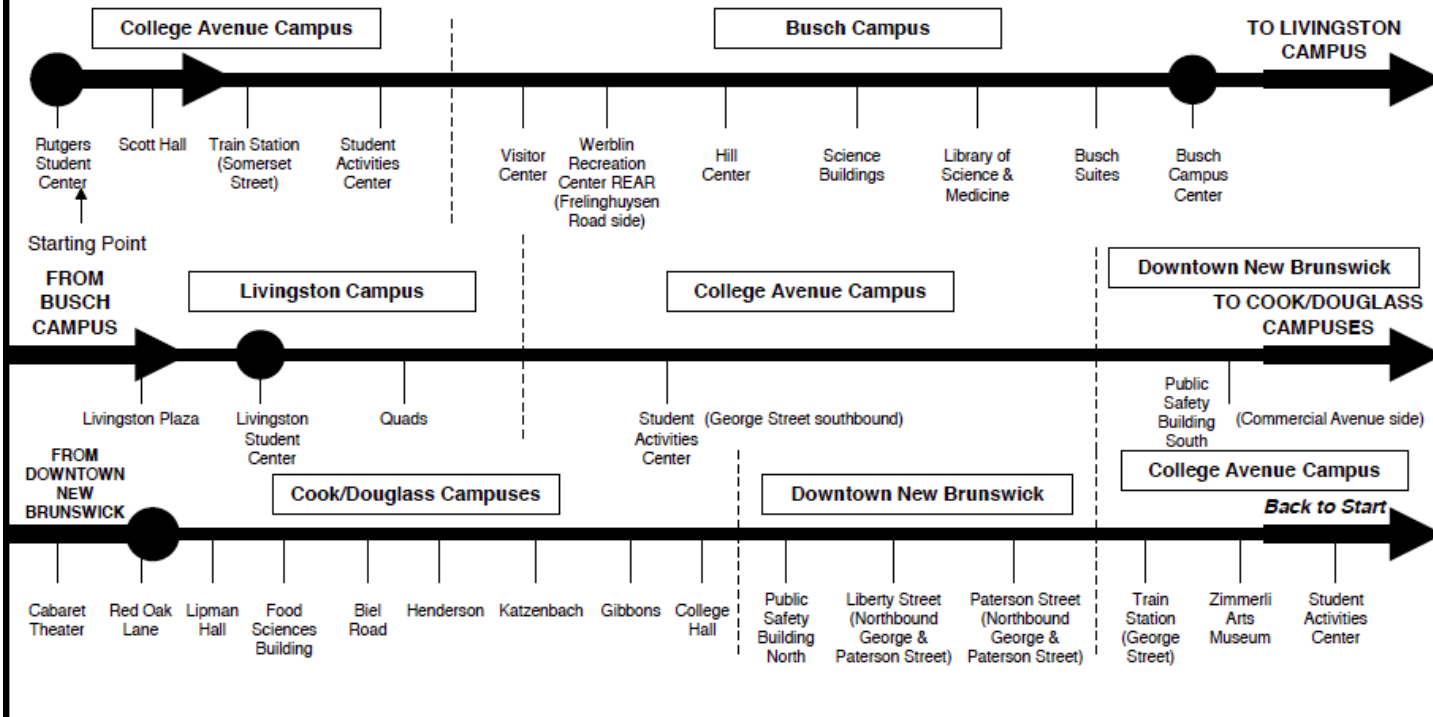 College Avenue Campus
Busch Campus
TO LIVINGSTON
CAMPUS
Rutgers
Student
Center
Scott Hall
Train Station
(Somerset
Street)
Student
Activities
Center
Visitor
Center
Werblin
Recreation
Center REAR
(Frelinghuysen
Road side)
Hill
Center
Science
Buildings
Library of
Science &
Medicine
Busch
Suites
Busch
Campus
Center
Starting Point
FROM
BUSCH
CAMPUS
Livingston Campus
College Avenue Campus
Downtown New Brunswick
TO COOK/DOUGLASS
CAMPUSES
Livingston Plaza
Livingston
Student
Center
Quads
Student (George Street southbound)
Activities
Center
Public
Safety
Building
South
(Commercial Avenue side)
FROM
DOWNTOWN
NEW
BRUNSWICK
Cook/Douglass Campuses
Downtown New Brunswick
College Avenue Campus
Back to Start
Cabaret
Theater
Red Oak
Lane
Lipman
Hall
Food
Sciences
Building
Biel
Road
Henderson
Katzenbach
Gibbons
College
Hall
Public
Safety
Building
North
Liberty Street
(Northbound
George &
Paterson Street)
Paterson Street
(Northbound
George &
Paterson Street)
Train
Station
(George
Street)
Zimmerli
Arts
Museum
Student
Activities
Center